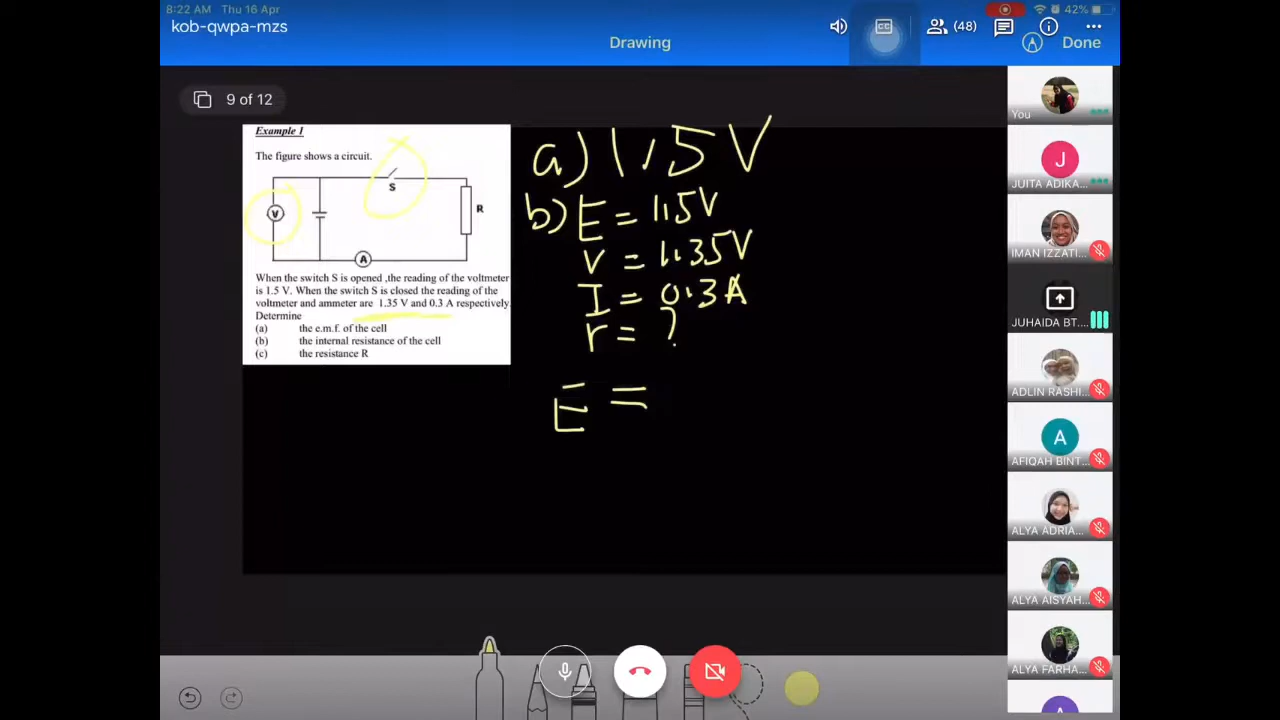 8:22 AM Thu 16 Apr
42%
kob-qwpa-mzs
CC
(48)
Drawing
Done
9 of 12
Example 1
The figure shows a circuit.
S
V
R
A
When the switch S is opened ,the reading of the voltmeter
is 1.5 V. When the switch S is closed the reading of the
voltmeter and ammeter are 1.35 V and 0.3 A respectively.
Determine
(a) the e.m.f. of the cell
(b) the internal resistance of the cell
(c) the resistance R
a) 1.5 V
b) E = 1.5V
V = 1.35V
I = 0.3A
r = ?
E =
You
J
JUITA ADIKA...
IMAN IZZATI...
JUHAIDA BT...
ADLIN RASHI...
A
AFIQAH BINT...
ALYA ADRIA...
ALYA AISYAH...
ALYA FARHA...
A